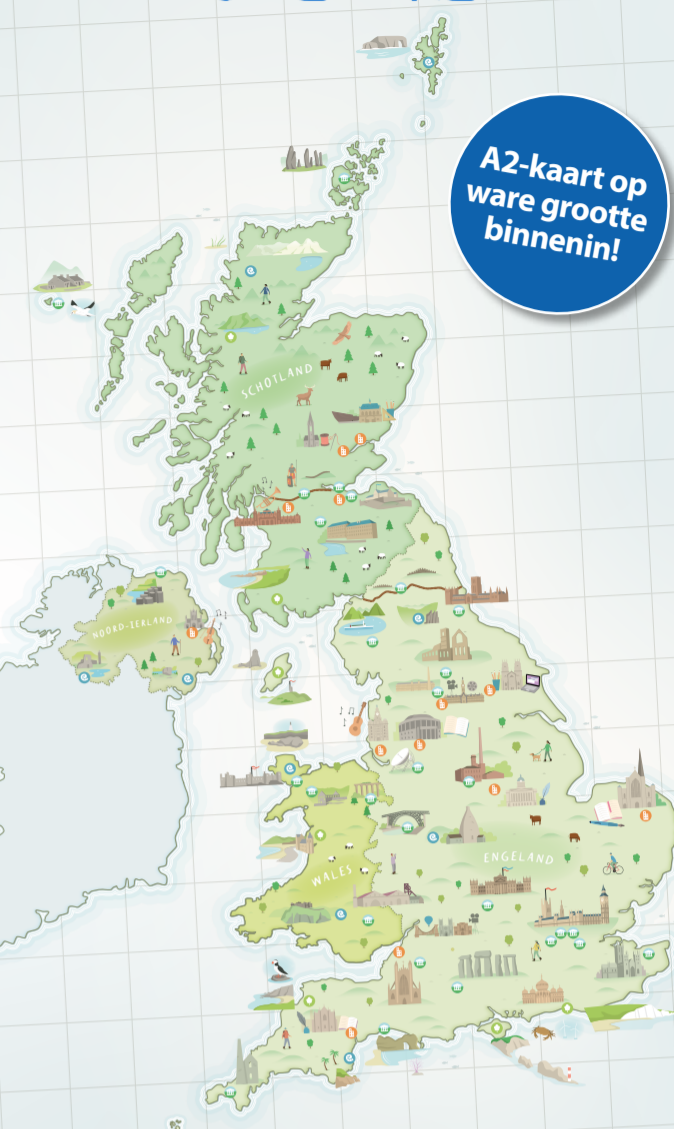 A2-kaart op
ware grootte
binnenin!
SCHOTLAND
NOORD-IERLAND
WALES
ENGELAND